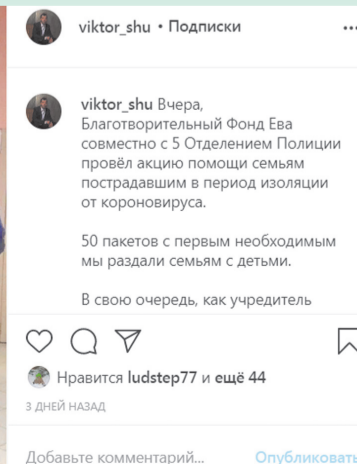 viktor_shu • Подписки
viktor_shu Вчера,
Благотворительный Фонд Ева
совместно с 5 Отделением Полиции
провёл акцию помощи семьям
пострадавшим в период изоляции
от короновируса.
50 пакетов с первым необходимым
мы раздали семьям с детьми.
В свою очередь, как учредитель
Нравится ludstep77 и ещё 44
3 ДНЕЙ НАЗАД
Добавьте комментарий... Опубликовать